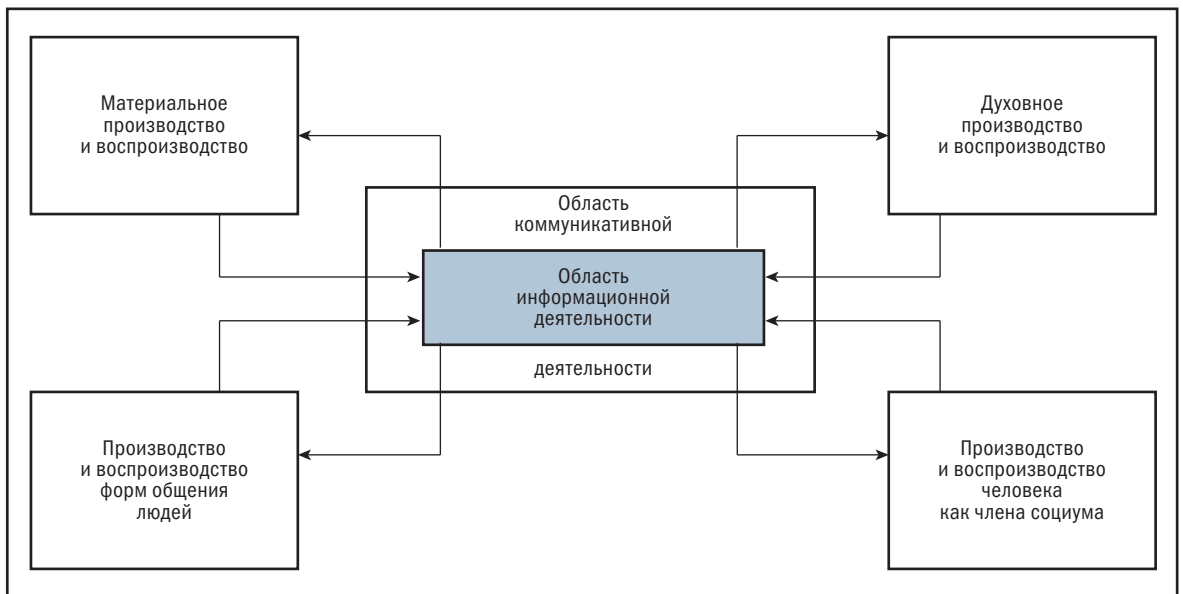 Материальное
производство
и воспроизводство
Духовное
производство
и воспроизводство
Область
коммуникативной
Область
информационной
деятельности
деятельности
Производство
и воспроизводство
форм общения
людей
Производство
и воспроизводство
человека
как члена социума